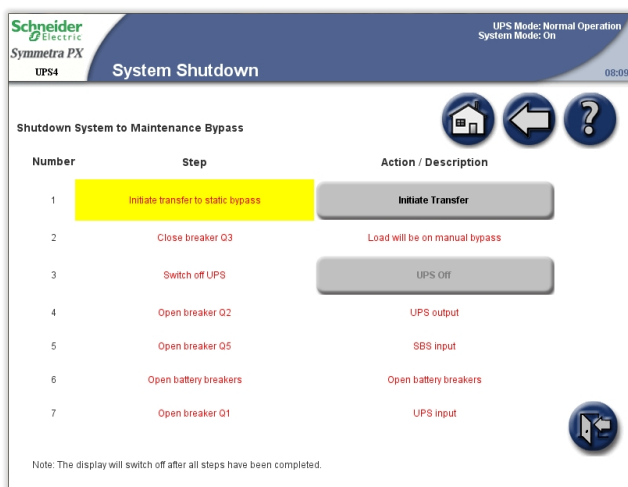 Schneider
Electric
Symmetra PX
UPS4
System Shutdown
UPS Mode: Normal Operation
System Mode: On
08:09
Shutdown System to Maintenance Bypass
?
Number Step Action / Description
1 Initiate transfer to static bypass Initiate Transfer
2 Close breaker Q3 Load will be on manual bypass
3 Switch off UPS UPS Off
4 Open breaker Q2 UPS output
5 Open breaker Q5 SBS input
6 Open battery breakers Open battery breakers
7 Open breaker Q1 UPS input
Note: The display will switch off after all steps have been completed.